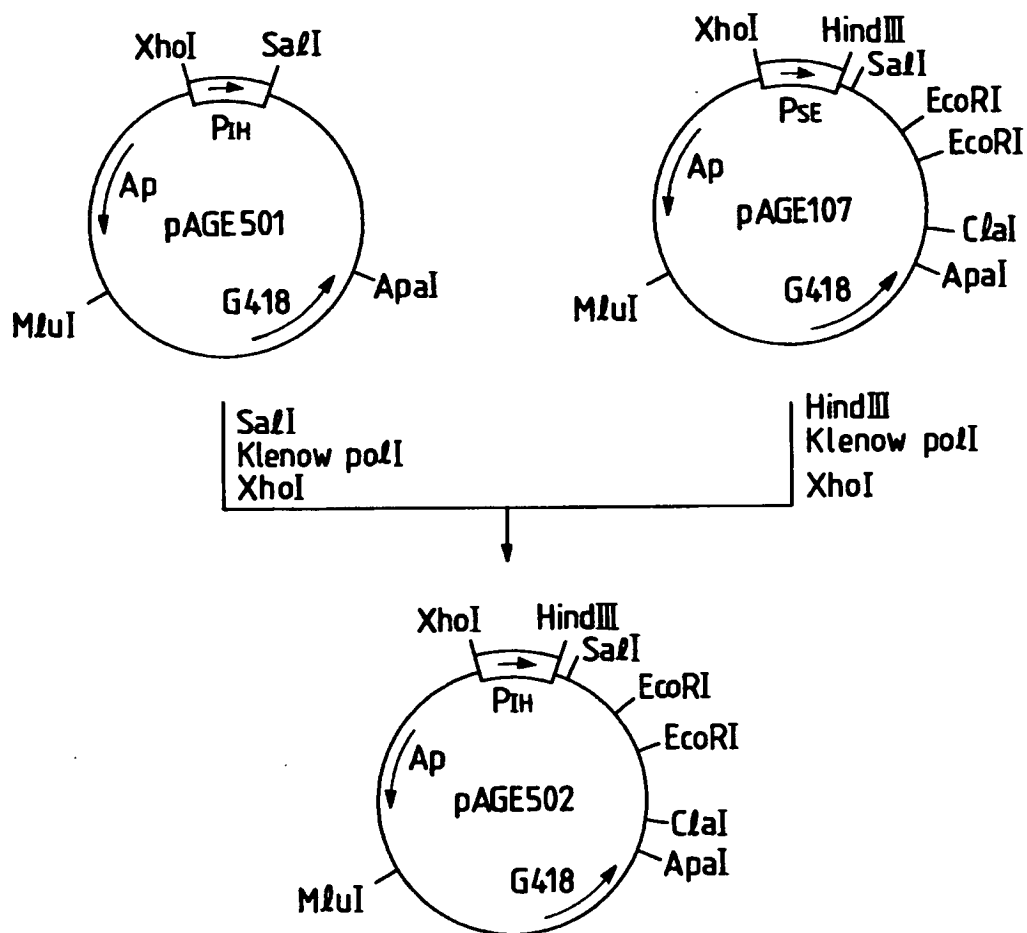 XhoI
SalI
PIH
Ap
pAGE501
G418
ApaI
MluI
XhoI
HindIII
SalI
PSE
EcoRI
EcoRI
Ap
pAGE107
ClaI
ApaI
G418
MluI
SalI
Klenow polI
XhoI
HindIII
Klenow polI
XhoI
XhoI
HindIII
SalI
PIH
EcoRI
EcoRI
Ap
pAGE502
ClaI
ApaI
G418
MluI